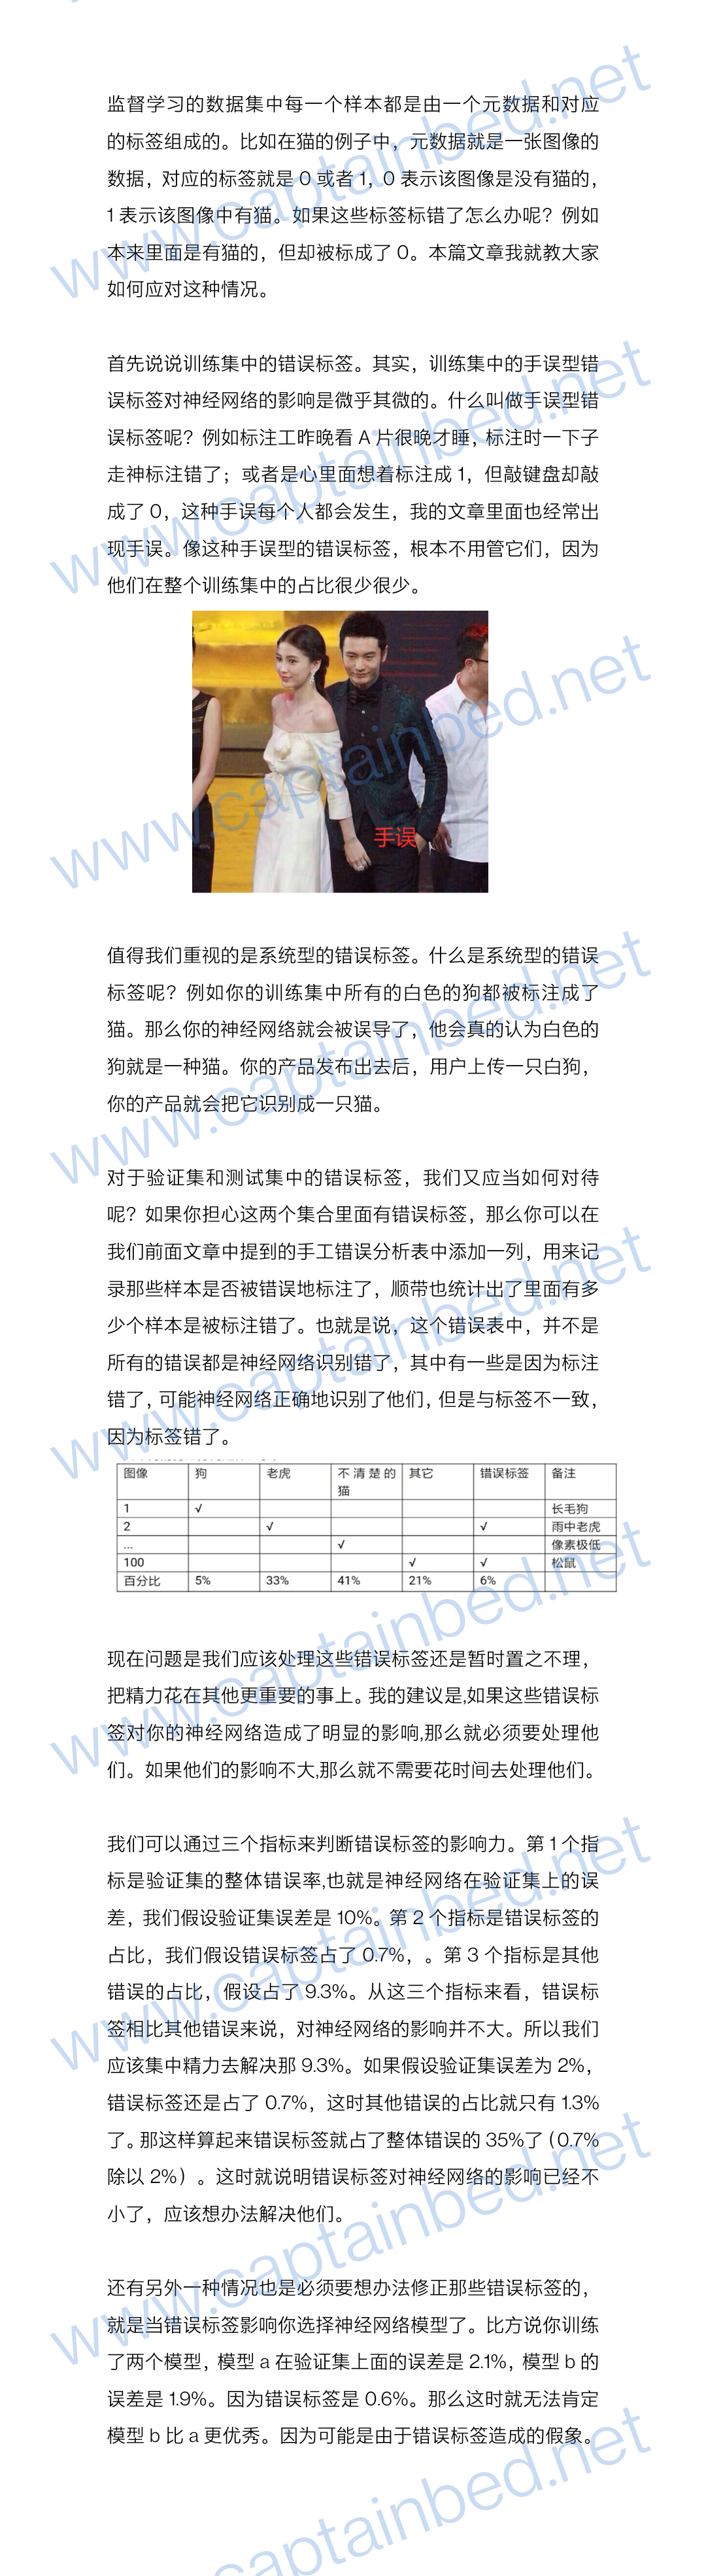 监督学习的数据集中每一个样本都是由一个元数据和对应
的标签组成的。比如在猫的例子中，元数据就是一张图像的
数据，对应的标签就是 0 或者 1，0 表示该图像是没有猫的，
1 表示该图像中有猫。如果这些标签标错了怎么办呢？例如
本来里面是有猫的，但却被标成了 0。本篇文章我就教大家
如何应对这种情况。
首先说说训练集中的错误标签。其实，训练集中的手误型错
误标签对神经网络的影响是微乎其微的。什么叫做手误型错
误标签呢？例如标注工昨晚看 A 片很晚才睡，标注时一下子
走神标注错了；或者是心里面想着标注成 1，但敲键盘却敲
成了 0，这种手误每个人都会发生，我的文章里面也经常出
现手误。像这种手误型的错误标签，根本不用管它们，因为
他们在整个训练集中的占比很少很少。
手误
值得我们重视的是系统型的错误标签。什么是系统型的错误
标签呢？例如你的训练集中所有的白色的狗都被标注成了
猫。那么你的神经网络就会被误导了，他会真的认为白色的
狗就是一种猫。你的产品发布出去后，用户上传一只白狗，
你的产品就会把它识别成一只猫。
对于验证集和测试集中的错误标签，我们又应当如何对待
呢？如果你担心这两个集合里面有错误标签，那么你可以在
我们前面文章中提到的手工错误分析表中添加一列，用来记
录那些样本是否被错误地标注了，顺带也统计出了里面有多
少个样本是被标注错了。也就是说，这个错误表中，并不是
所有的错误都是神经网络识别错了，其中有一些是因为标注
错了，可能神经网络正确地识别了他们，但是与标签不一致，
因为标签错了。
图像 狗 老虎 不清楚的猫 其它 错误标签 备注
1 √ 长毛狗
2 √ √ 雨中老虎
... √ 像素极低
100 √ √ 松鼠
百分比 5% 33% 41% 21% 6%
现在问题是我们应该处理这些错误标签还是暂时置之不理，
把精力花在其他更重要的事上。我的建议是,如果这些错误标
签对你的神经网络造成了明显的影响,那么就必须要处理他
们。如果他们的影响不大,那么就不需要花时间去处理他们。
我们可以通过三个指标来判断错误标签的影响力。第 1 个指
标是验证集的整体错误率,也就是神经网络在验证集上的误
差，我们假设验证集误差是 10%。第 2 个指标是错误标签的
占比，我们假设错误标签占了 0.7%，。第 3 个指标是其他
错误的占比，假设占了 9.3%。从这三个指标来看，错误标
签相比其他错误来说，对神经网络的影响并不大。所以我们
应该集中精力去解决那 9.3%。如果假设验证集误差为 2%，
错误标签还是占了 0.7%，这时其他错误的占比就只有 1.3%
了。那这样算起来错误标签就占了整体错误的 35%了（0.7%
除以 2%）。这时就说明错误标签对神经网络的影响已经不
小了，应该想办法解决他们。
还有另外一种情况也是必须要想办法修正那些错误标签的，
就是当错误标签影响你选择神经网络模型了。比方说你训练
了两个模型，模型 a 在验证集上面的误差是 2.1%，模型 b 的
误差是 1.9%。因为错误标签是 0.6%。那么这时就无法肯定
模型 b 比 a 更优秀。因为可能是由于错误标签造成的假象。
www.captainbed.net
www.captainbed.net
www.captainbed.net
www.captainbed.net
www.captainbed.net
www.captainbed.net
www.captainbed.net
www.captainbed.net
captainbed.net